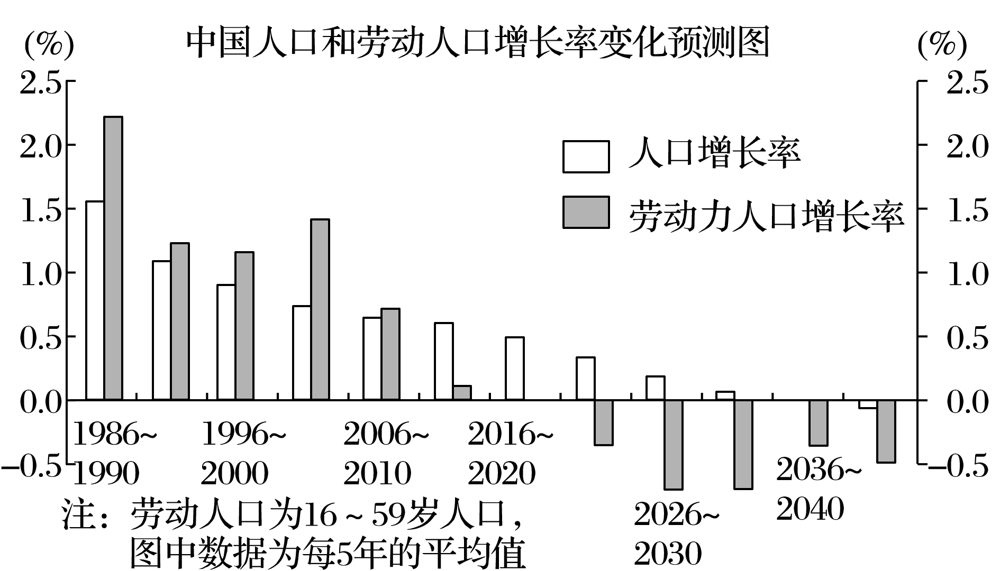 (%) 中国人口和劳动人口增长率变化预测图 (%)
2.5 2.5
2.0 2.0
人口增长率
1.5 1.5
劳动力人口增长率
1.0 1.0
0.5 0.5
0.0 0.0
1986~ 1996~ 2006~ 2016~
1990 2000 2010 2020
−0.5 −0.5
2036~
2040
2026~
2030
注：劳动人口为16～59岁人口，
图中数据为每5年的平均值